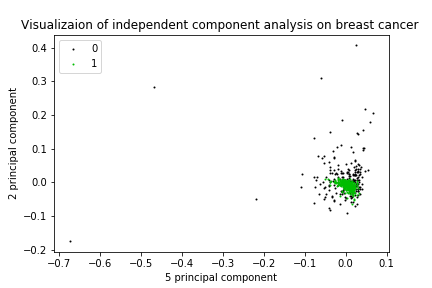 Visualizaion of independent component analysis on breast cancer
0
1
2 principal component
0.4
0.3
0.2
0.1
0.0
−0.1
−0.2
−0.7 −0.6 −0.5 −0.4 −0.3 −0.2 −0.1 0.0 0.1
5 principal component